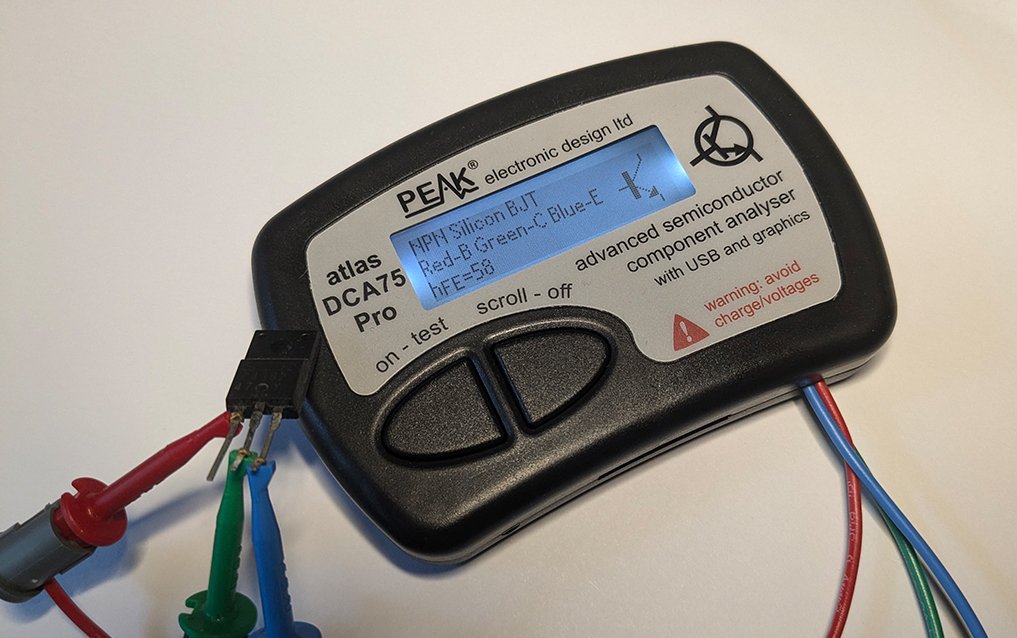 PEAK® electronic design ltd
NPN Silicon BJT
Red-B Green-C Blue-E
hFE=58
atlas
DCA75
Pro
on - test
scroll - off
advanced semiconductor
component analyser
with USB and graphics
warning: avoid
charge/voltages